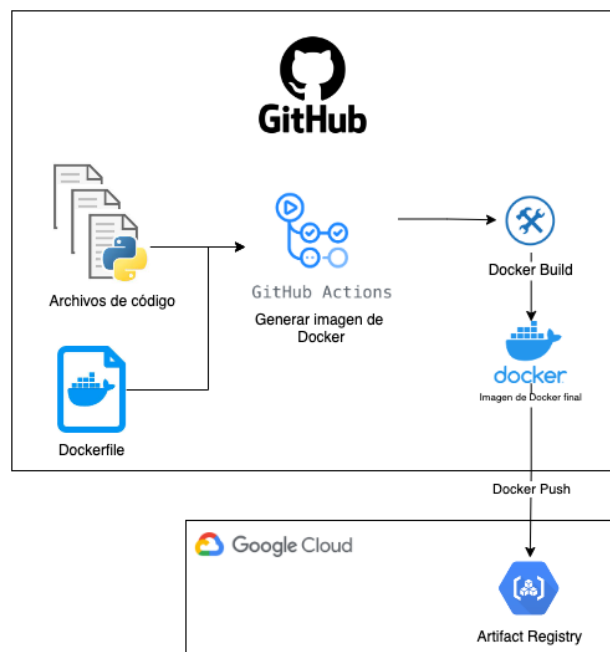 GitHub
Archivos de código
GitHub Actions
Generar imagen de
Docker
Docker Build
docker
Imagen de Docker final
Dockerfile
Docker Push
Google Cloud
Artifact Registry